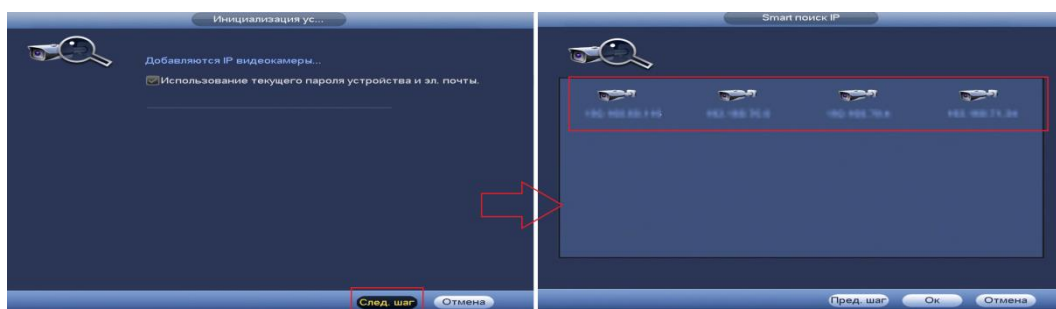 Инициализация ус...
Добавляются IP видеокамеры...
Использование текущего пароля устройства и эл. почты.
След. шаг
Отмена
Smart поиск IP
Пред. шаг
Ок
Отмена